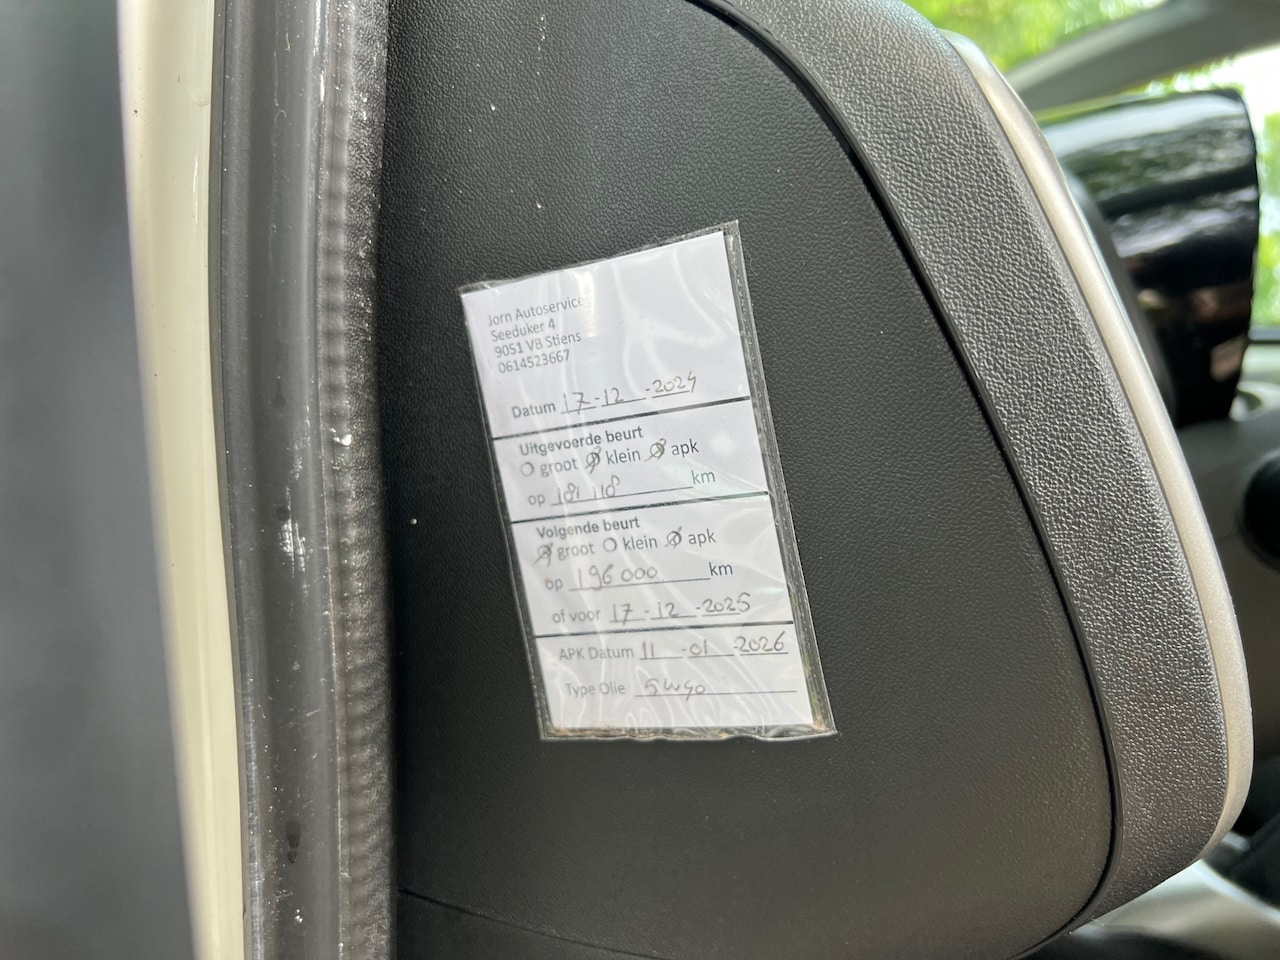 Jorn Autoservice
Seeduker 4
9051 VB Stiens
0614523667
Datum 17-12-2024
Uitgevoerde beurt
groot klein apk
op 181 118 km
Volgende beurt
groot klein apk
op 196 000 km
of voor 17-12-2025
APK Datum 11-01-2026
Type Olie 5w40